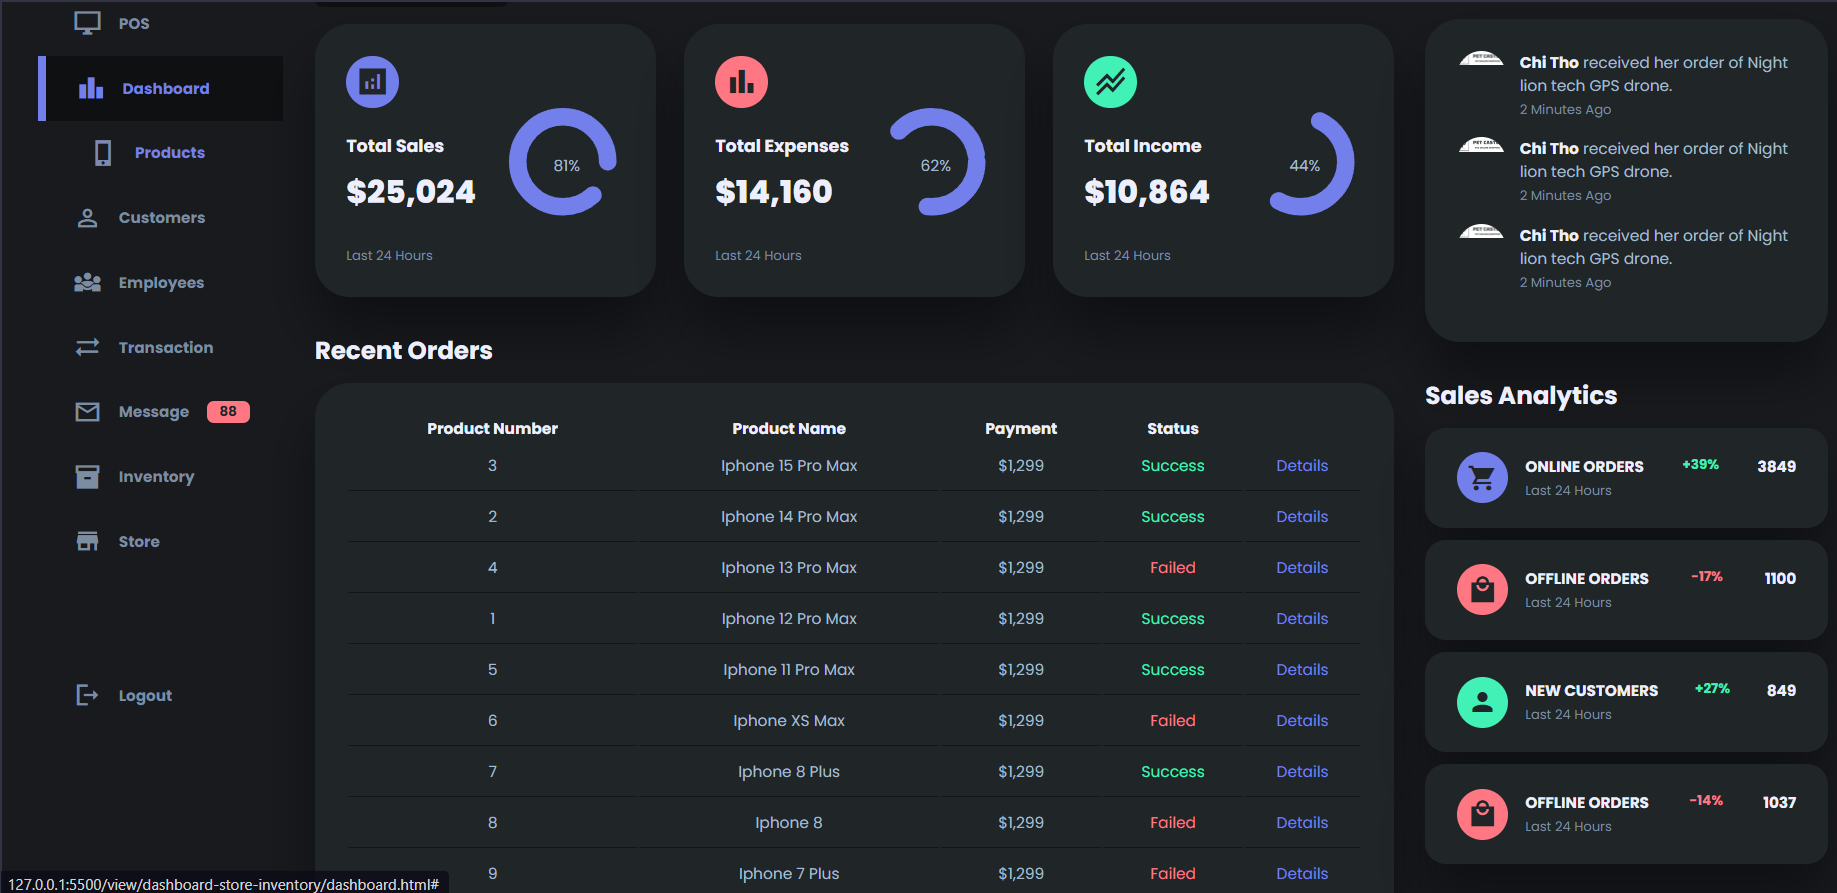 POS
Dashboard
Products
Customers
Employees
Transaction
Message 88
Inventory
Store
Logout
Total Sales
$25,024
81%
Last 24 Hours
Total Expenses
$14,160
62%
Last 24 Hours
Total Income
$10,864
44%
Last 24 Hours
Recent Orders
Product Number Product Name Payment Status
3 Iphone 15 Pro Max $1,299 Success Details
2 Iphone 14 Pro Max $1,299 Success Details
4 Iphone 13 Pro Max $1,299 Failed Details
1 Iphone 12 Pro Max $1,299 Success Details
5 Iphone 11 Pro Max $1,299 Success Details
6 Iphone XS Max $1,299 Failed Details
7 Iphone 8 Plus $1,299 Success Details
8 Iphone 8 $1,299 Failed Details
9 Iphone 7 Plus $1,299 Failed Details
Chi Tho received her order of Night
lion tech GPS drone.
2 Minutes Ago
Chi Tho received her order of Night
lion tech GPS drone.
2 Minutes Ago
Chi Tho received her order of Night
lion tech GPS drone.
2 Minutes Ago
Sales Analytics
ONLINE ORDERS +39% 3849
Last 24 Hours
OFFLINE ORDERS -17% 1100
Last 24 Hours
NEW CUSTOMERS +27% 849
Last 24 Hours
OFFLINE ORDERS -14% 1037
Last 24 Hours
127.0.0.1:5500/view/dashboard-store-inventory/dashboard.html#